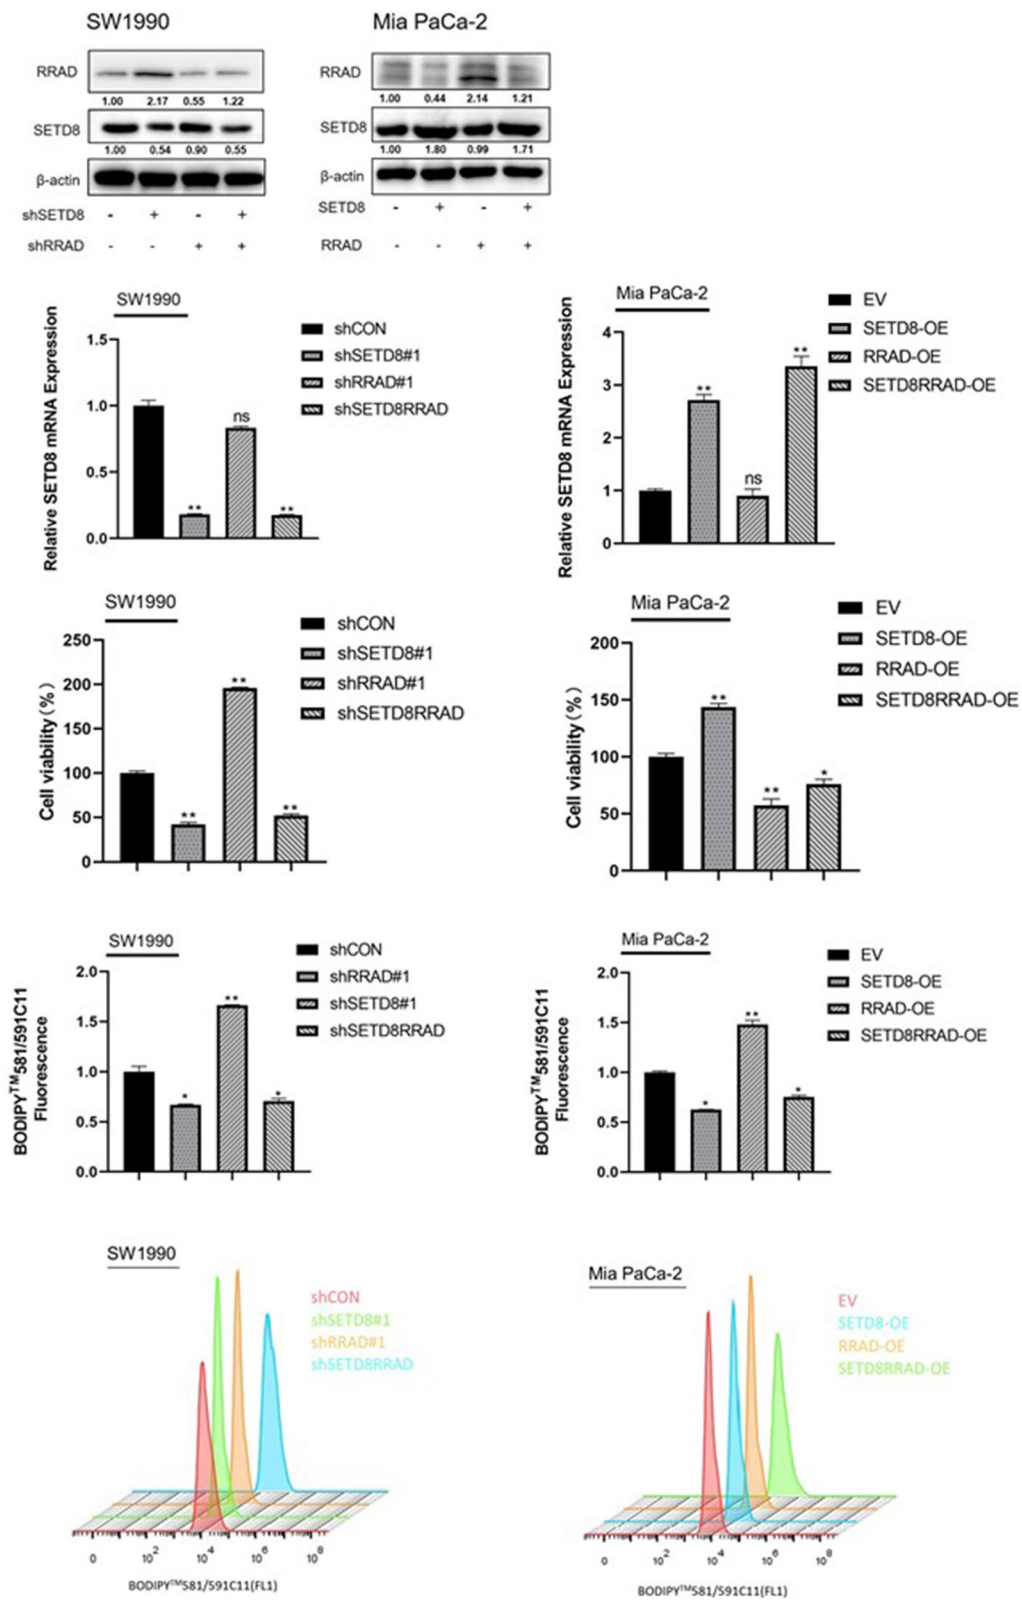 SW1990
Mia PaCa-2
RRAD
1.00 2.17 0.55 1.22
SETD8
1.00 0.54 0.90 0.55
β-actin
shSETD8 - + - +
shRRAD - - + +
RRAD
1.00 0.44 2.14 1.21
SETD8
1.00 1.80 0.99 1.71
β-actin
SETD8 - + - +
RRAD - - + +
SW1990
Relative SETD8 mRNA Expression
1.5
1.0
0.5
0.0
**
ns
**
shCON
shSETD8#1
shRRAD#1
shSETD8RRAD
Mia PaCa-2
Relative SETD8 mRNA Expression
4
3
2
1
0
**
ns
**
EV
SETD8-OE
RRAD-OE
SETD8RRAD-OE
SW1990
Cell viability(%)
250
200
150
100
50
0
**
**
**
shCON
shSETD8#1
shRRAD#1
shSETD8RRAD
Mia PaCa-2
Cell viability(%)
200
150
100
50
0
**
**
*
EV
SETD8-OE
RRAD-OE
SETD8RRAD-OE
SW1990
BODIPY™581/591C11
Fluorescence
2.0
1.5
1.0
0.5
0.0
*
**
*
shCON
shRRAD#1
shSETD8#1
shSETD8RRAD
Mia PaCa-2
BODIPY™581/591C11
Fluorescence
2.0
1.5
1.0
0.5
0.0
*
**
*
EV
SETD8-OE
RRAD-OE
SETD8RRAD-OE
SW1990
shCON
shSETD8#1
shRRAD#1
shSETD8RRAD
0 10² 10⁴ 10⁶ 10⁸
BODIPY™581/591C11(FL1)
Mia PaCa-2
EV
SETD8-OE
RRAD-OE
SETD8RRAD-OE
0 10² 10⁴ 10⁶ 10⁸
BODIPY™581/591C11(FL1)